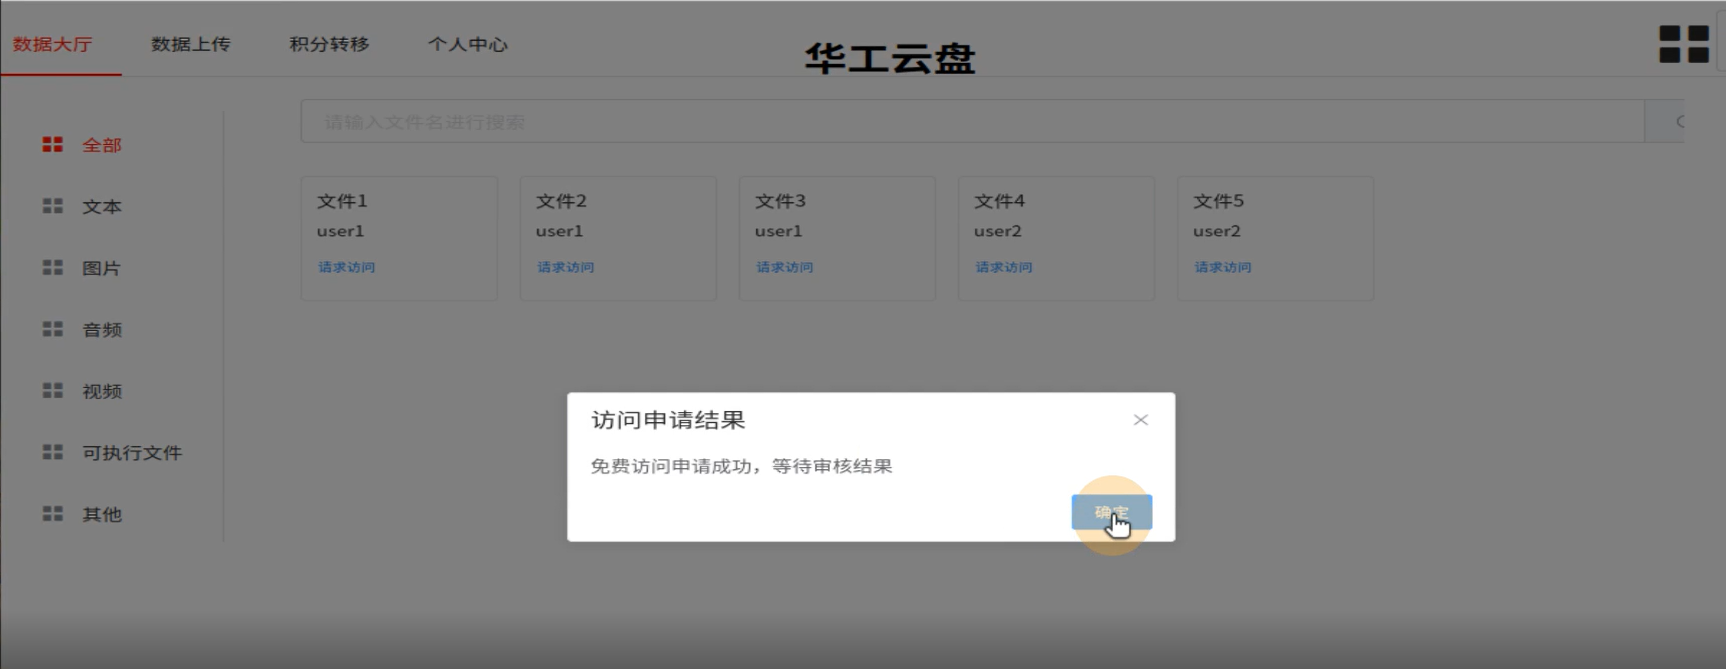 数据大厅 数据上传 积分转移 个人中心
华工云盘
请输入文件名进行搜索
全部
文本
图片
音频
视频
可执行文件
其他
文件1
user1
请求访问
文件2
user1
请求访问
文件3
user1
请求访问
文件4
user2
请求访问
文件5
user2
请求访问
访问申请结果
免费访问申请成功，等待审核结果
确定